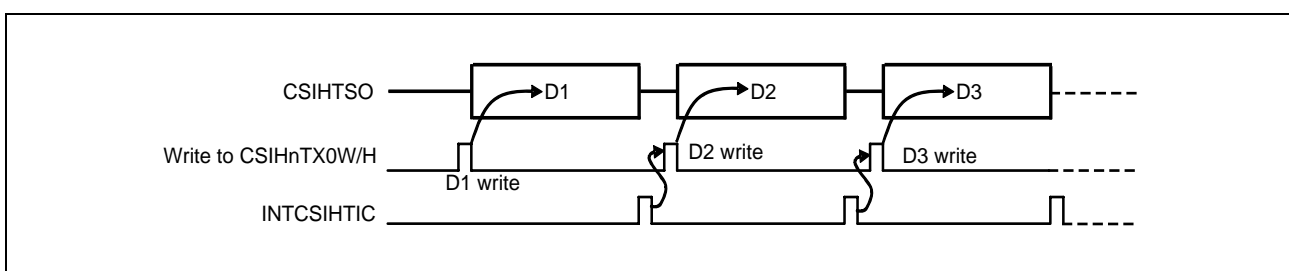 CSIHTSO
D1
D2
D3
Write to CSIHnTX0W/H
D2 write
D3 write
D1 write
INTCSIHTIC